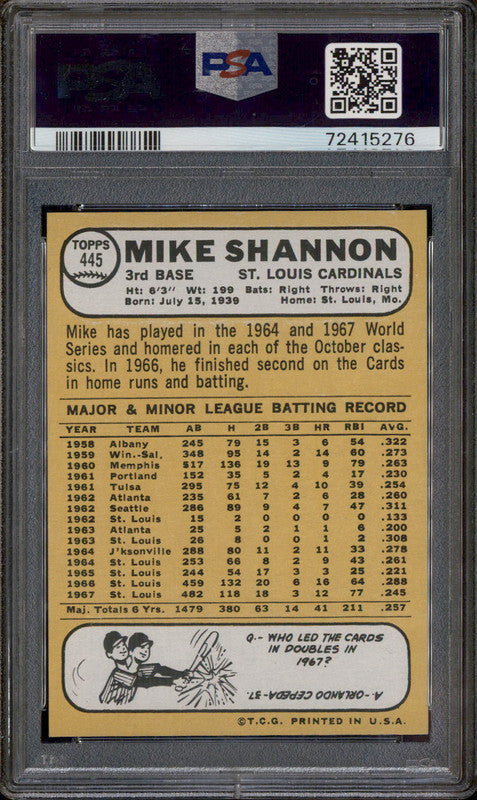 PSA
PSA
72415276
TOPPS
445
MIKE SHANNON
3rd BASE ST. LOUIS CARDINALS
Ht: 6'3" Wt: 199 Bats: Right Throws: Right
Born: July 15, 1939 Home: St. Louis, Mo.
Mike has played in the 1964 and 1967 World
Series and homered in each of the October clas-
sics. In 1966, he finished second on the Cards
in home runs and batting.
MAJOR & MINOR LEAGUE BATTING RECORD
YEAR TEAM AB H 2B 3B HR RBI AVG.
1958 Albany 245 79 15 3 6 54 .322
1959 Win.-Sal. 348 95 14 2 14 60 .273
1960 Memphis 517 136 19 13 9 79 .263
1961 Portland 152 35 5 2 4 17 .230
1961 Tulsa 295 75 12 4 10 39 .254
1962 Atlanta 235 61 7 2 6 28 .260
1962 Seattle 286 89 9 4 7 47 .311
1962 St. Louis 15 2 0 0 0 0 .133
1963 Atlanta 25 5 2 1 1 6 .200
1963 St. Louis 26 8 0 0 1 2 .308
1964 J'ksonville 288 80 11 2 11 33 .278
1964 St. Louis 253 66 8 2 9 43 .261
1965 St. Louis 244 54 17 3 3 25 .221
1966 St. Louis 459 132 20 6 16 64 .288
1967 St. Louis 482 118 18 3 12 77 .245
Maj. Totals 6 Yrs. 1479 380 63 14 41 211 .257
Q.- WHO LED THE CARDS
IN DOUBLES IN
1967?
A- ORLANDO CEPEDA-37.
©T.C.G. PRINTED IN U.S.A.